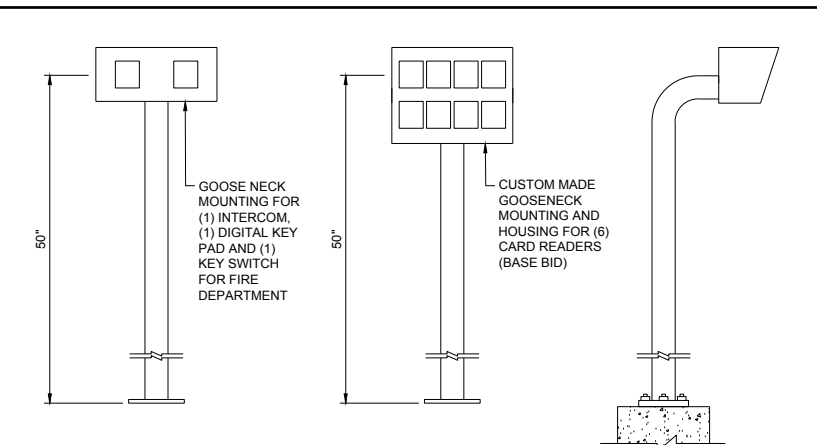 50"
GOOSE NECK
MOUNTING FOR
(1) INTERCOM,
(1) DIGITAL KEY
PAD AND (1)
KEY SWITCH
FOR FIRE
DEPARTMENT
50"
CUSTOM MADE
GOOSENECK
MOUNTING AND
HOUSING FOR (6)
CARD READERS
(BASE BID)